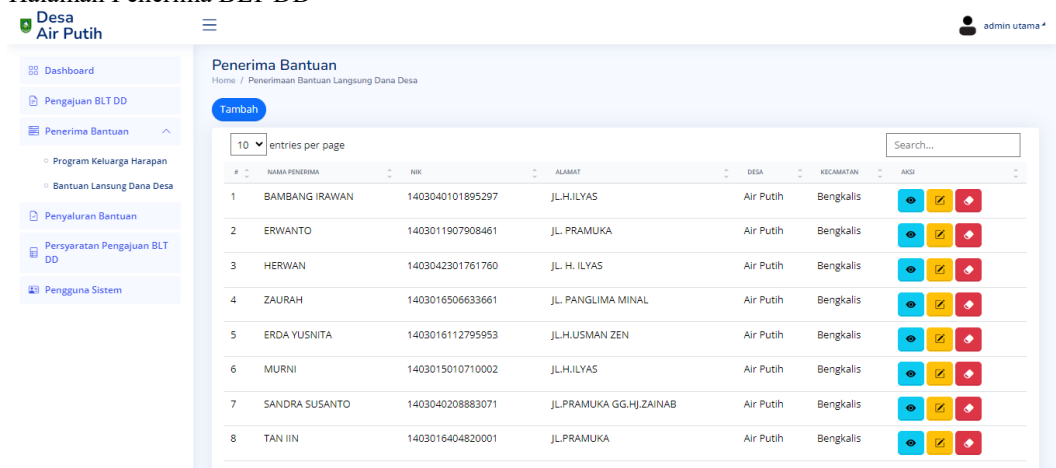 Halaman Penerima BLT DD
Desa
Air Putih
admin utama
Dashboard
Pengajuan BLT DD
Penerima Bantuan
Program Keluarga Harapan
Bantuan Lansung Dana Desa
Penyaluran Bantuan
Persyaratan Pengajuan BLT
DD
Pengguna Sistem
Penerima Bantuan
Home / Penerimaan Bantuan Langsung Dana Desa
Tambah
10 entries per page
Search...
# NAMA PENERIMA NIK ALAMAT DESA KECAMATAN AKSI
1 BAMBANG IRAWAN 1403040101895297 JL.H.ILYAS Air Putih Bengkalis
2 ERWANTO 1403011907908461 JL. PRAMUKA Air Putih Bengkalis
3 HERWAN 1403042301761760 JL. H. ILYAS Air Putih Bengkalis
4 ZAURAH 1403016506633661 JL. PANGLIMA MINAL Air Putih Bengkalis
5 ERDA YUSNITA 1403016112795953 JL.H.USMAN ZEN Air Putih Bengkalis
6 MURNI 1403015010710002 JL.H.ILYAS Air Putih Bengkalis
7 SANDRA SUSANTO 1403040208883071 JL.PRAMUKA GG.HJ.ZAINAB Air Putih Bengkalis
8 TAN IIN 1403016404820001 JL.PRAMUKA Air Putih Bengkalis